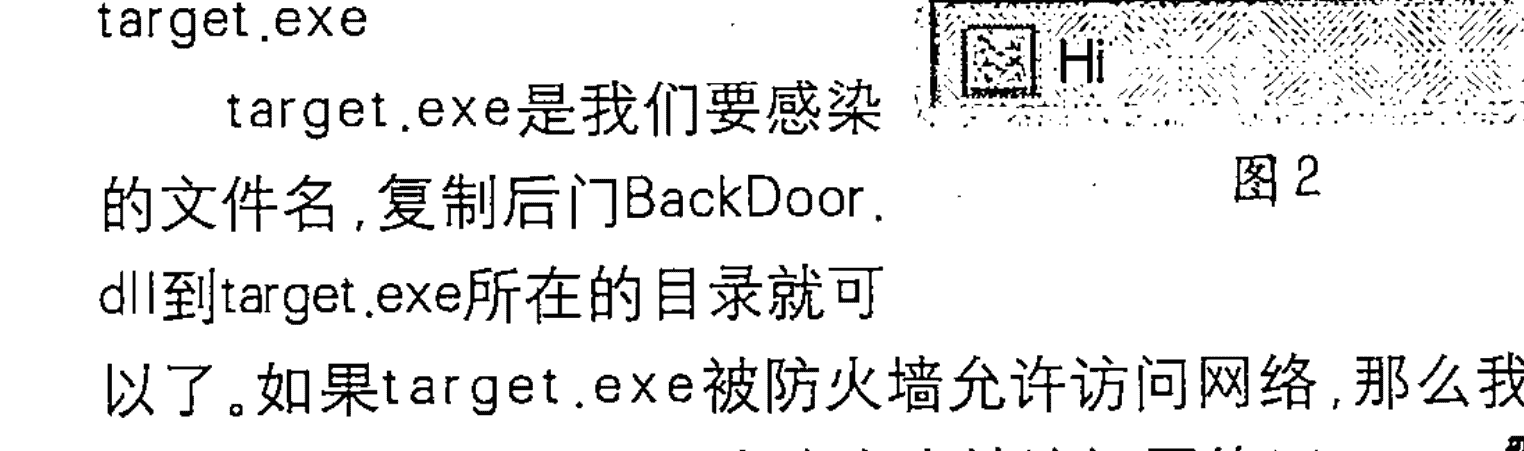 target.exe
target.exe是我们要感染
的文件名,复制后门BackDoor.
dll到target.exe所在的目录就可
以了。如果target.exe被防火墙允许访问网络,那么我
Hi
图2